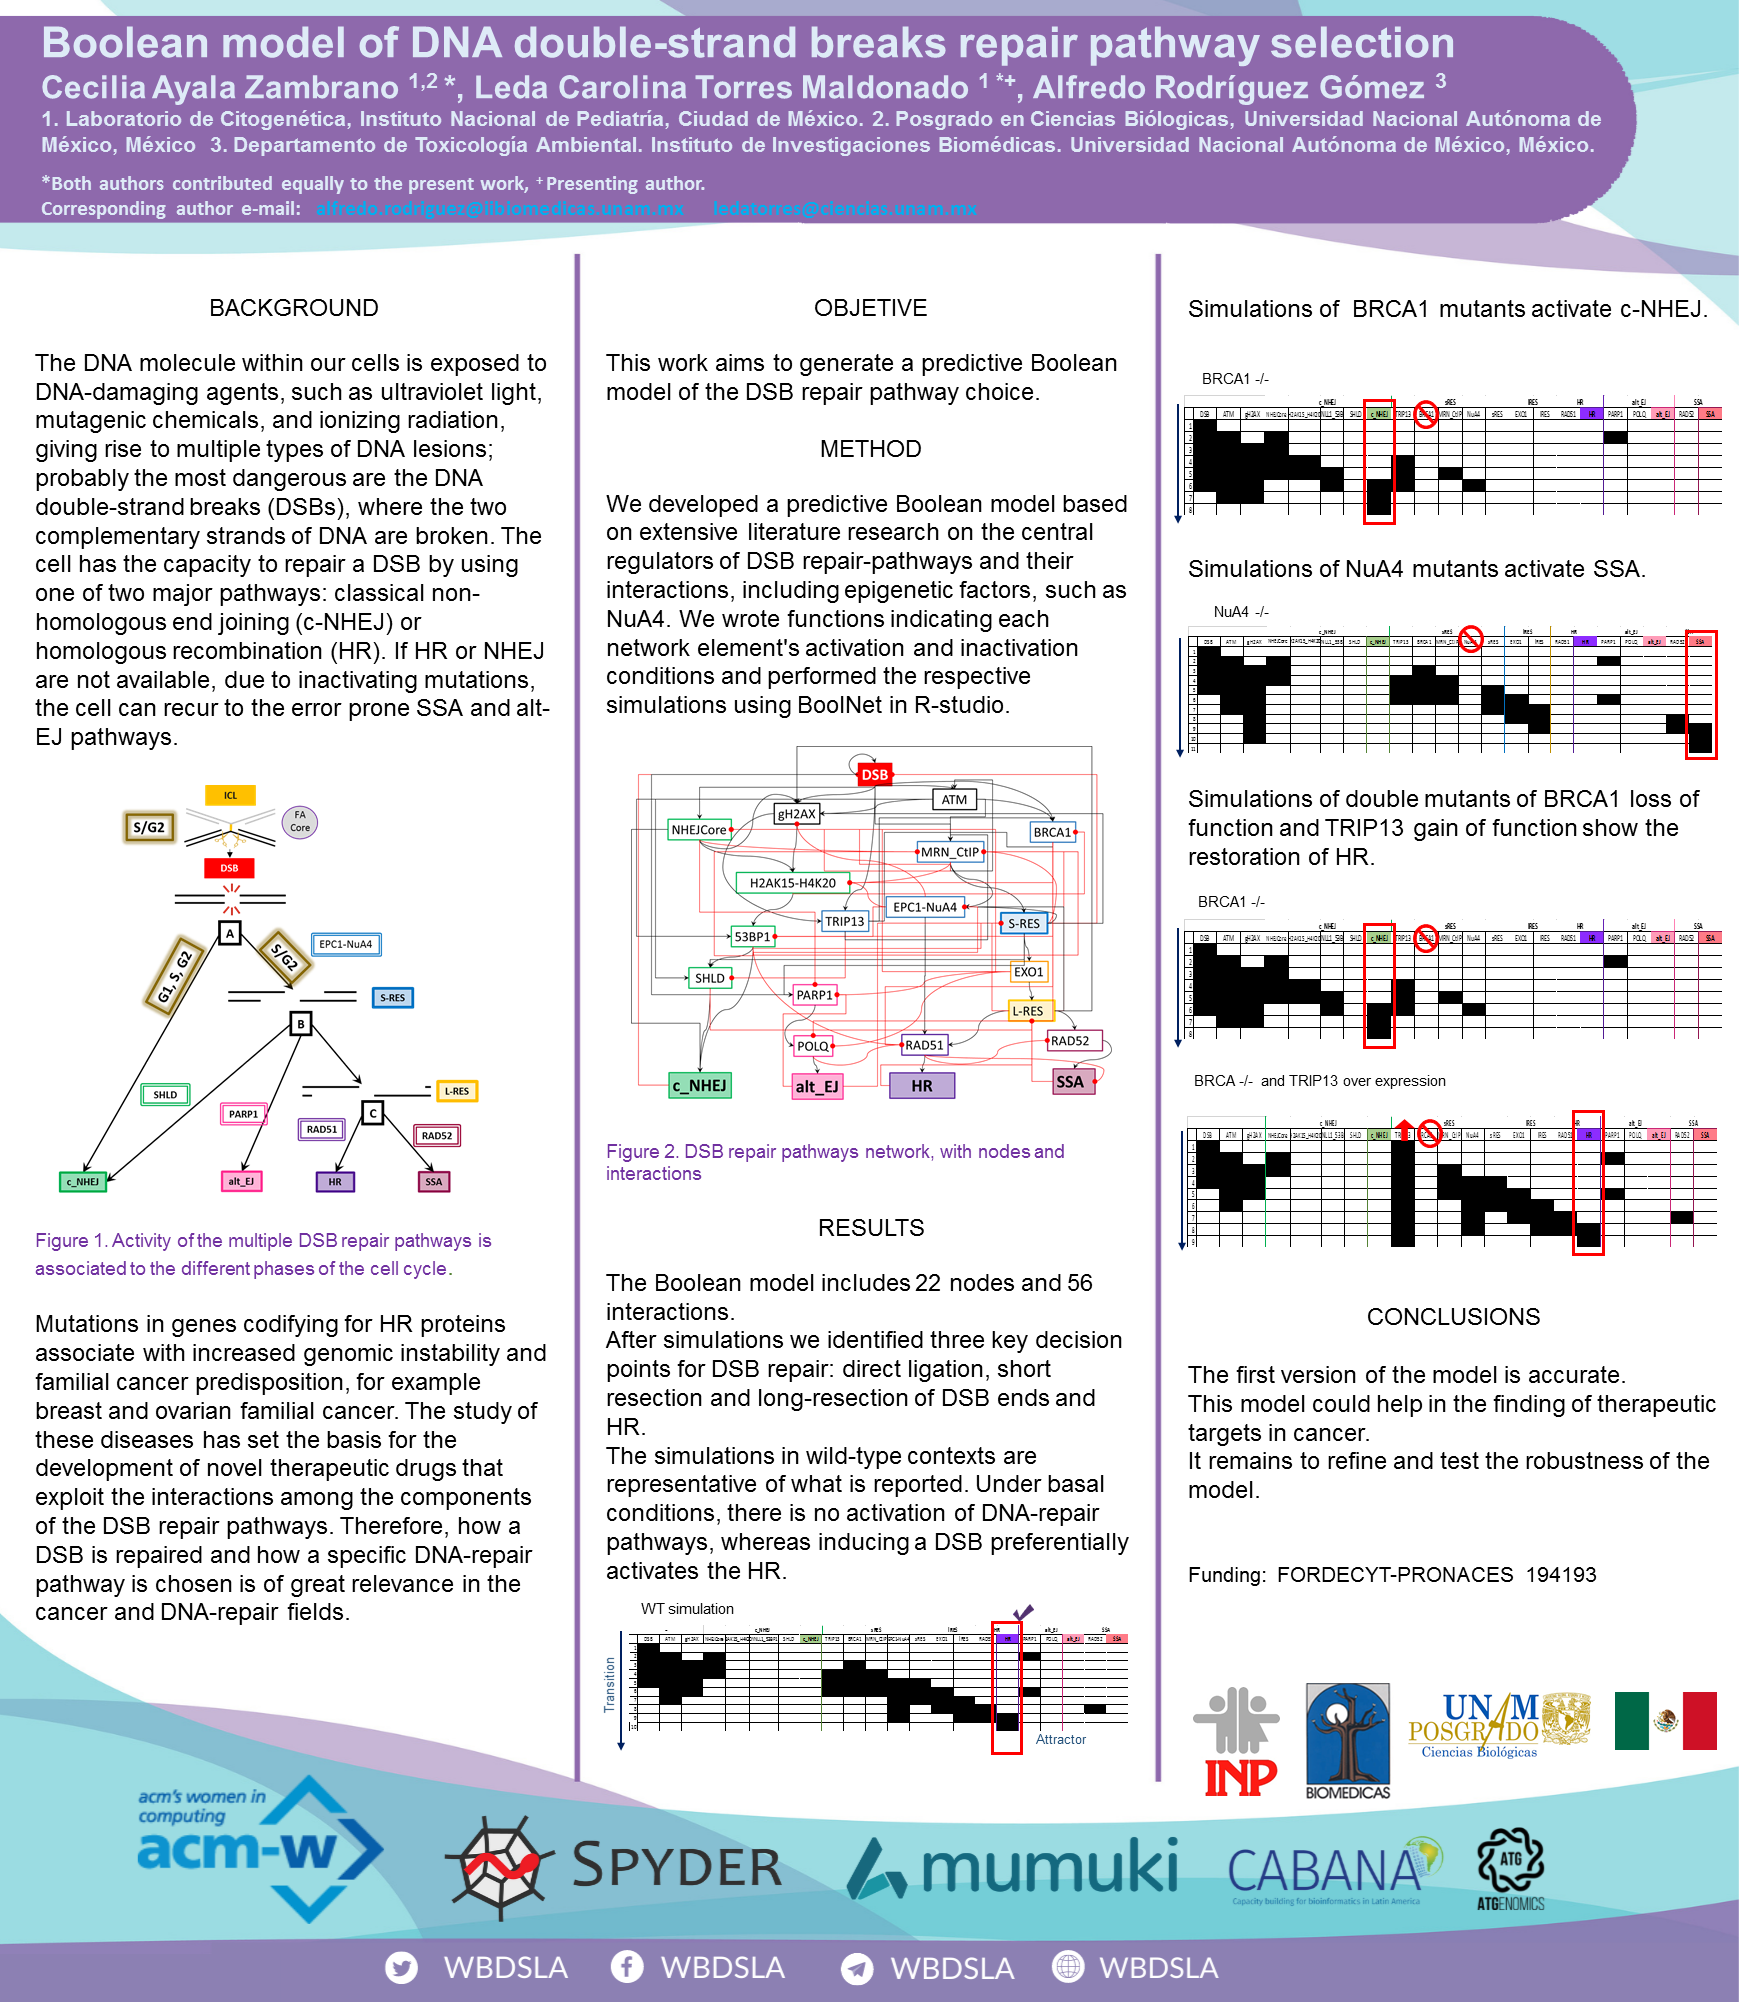 Boolean model of DNA double-strand breaks repair pathway selection
Cecilia Ayala Zambrano 1,2 *, Leda Carolina Torres Maldonado 1 *+, Alfredo Rodríguez Gómez 3
1. Laboratorio de Citogenética, Instituto Nacional de Pediatría, Ciudad de México. 2. Posgrado en Ciencias Biólogicas, Universidad Nacional Autónoma de
México, México 3. Departamento de Toxicología Ambiental. Instituto de Investigaciones Biomédicas. Universidad Nacional Autónoma de México, México.
*Both authors contributed equally to the present work, +Presenting author.
Corresponding author e-mail: alfredo.rodriguez@iibiomedicas.unam.mx ledatorres@ciencias.unam.mx
BACKGROUND
The DNA molecule within our cells is exposed to
DNA-damaging agents, such as ultraviolet light,
mutagenic chemicals, and ionizing radiation,
giving rise to multiple types of DNA lesions;
probably the most dangerous are the DNA
double-strand breaks (DSBs), where the two
complementary strands of DNA are broken. The
cell has the capacity to repair a DSB by using
one of two major pathways: classical non-
homologous end joining (c-NHEJ) or
homologous recombination (HR). If HR or NHEJ
are not available, due to inactivating mutations,
the cell can recur to the error prone SSA and alt-
EJ pathways.
ICL
S/G2
FA
Core
DSB
A
G1, S, G2
S/G2
EPC1-NuA4
S-RES
B
SHLD
PARP1
L-RES
C
RAD51
RAD52
c_NHEJ
alt_EJ
HR
SSA
Figure 1. Activity of the multiple DSB repair pathways is
associated to the different phases of the cell cycle.
Mutations in genes codifying for HR proteins
associate with increased genomic instability and
familial cancer predisposition, for example
breast and ovarian familial cancer. The study of
these diseases has set the basis for the
development of novel therapeutic drugs that
exploit the interactions among the components
of the DSB repair pathways. Therefore, how a
DSB is repaired and how a specific DNA-repair
pathway is chosen is of great relevance in the
cancer and DNA-repair fields.
OBJETIVE
This work aims to generate a predictive Boolean
model of the DSB repair pathway choice.
METHOD
We developed a predictive Boolean model based
on extensive literature research on the central
regulators of DSB repair-pathways and their
interactions, including epigenetic factors, such as
NuA4. We wrote functions indicating each
network element's activation and inactivation
conditions and performed the respective
simulations using BoolNet in R-studio.
DSB
ATM
gH2AX
NHEJCore
BRCA1
MRN_CtIP
H2AK15-H4K20
EPC1-NuA4
TRIP13
S-RES
53BP1
EXO1
SHLD
PARP1
L-RES
POLQ
RAD51
RAD52
c_NHEJ
alt_EJ
HR
SSA
Figure 2. DSB repair pathways network, with nodes and
interactions
RESULTS
The Boolean model includes 22 nodes and 56
interactions.
After simulations we identified three key decision
points for DSB repair: direct ligation, short
resection and long-resection of DSB ends and
HR.
The simulations in wild-type contexts are
representative of what is reported. Under basal
conditions, there is no activation of DNA-repair
pathways, whereas inducing a DSB preferentially
activates the HR.
WT simulation
Transition
Attractor
Simulations of BRCA1 mutants activate c-NHEJ.
BRCA1 -/-
Simulations of NuA4 mutants activate SSA.
NuA4 -/-
Simulations of double mutants of BRCA1 loss of
function and TRIP13 gain of function show the
restoration of HR.
BRCA1 -/-
BRCA -/- and TRIP13 over expression
CONCLUSIONS
The first version of the model is accurate.
This model could help in the finding of therapeutic
targets in cancer.
It remains to refine and test the robustness of the
model.
Funding: FORDECYT-PRONACES 194193
INP
BIOMEDICAS
UNAM
POSGRADO
Ciencias Biológicas
acm's women in
computing
acm-w
SPYDER
mumuki
CABANA
Capacity building for bioinformatics in Latin America
ATG
ATGENOMICS
WBDSLA
WBDSLA
WBDSLA
WBDSLA